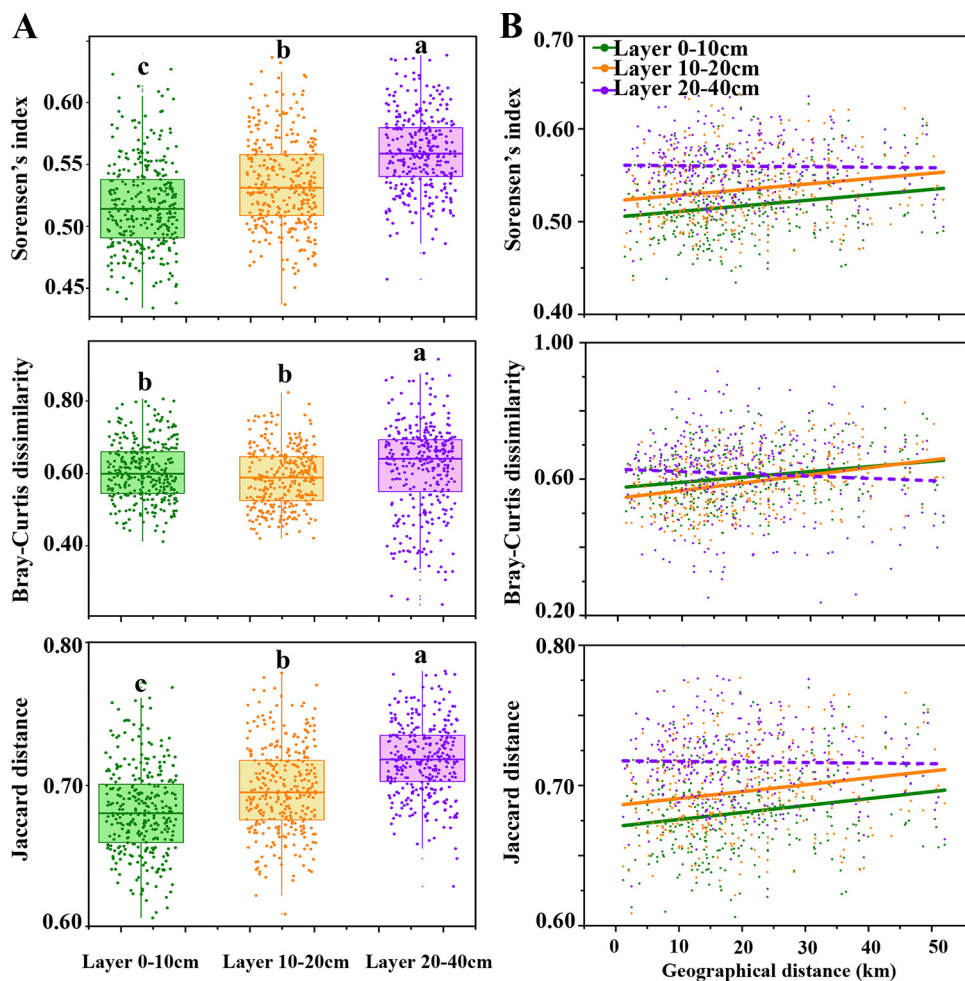 A
B
Sorensen's index
0.60
0.55
0.50
0.45
c
b
a
Sorensen's index
0.70
0.60
0.50
0.40
Layer 0-10cm
Layer 10-20cm
Layer 20-40cm
Bray-Curtis dissimilarity
0.80
0.60
0.40
b
b
a
Bray-Curtis dissimilarity
1.00
0.60
0.20
Jaccard distance
0.80
0.70
0.60
c
b
a
Layer 0-10cm
Layer 10-20cm
Layer 20-40cm
Jaccard distance
0.80
0.70
0.60
0 10 20 30 40 50
Geographical distance (km)